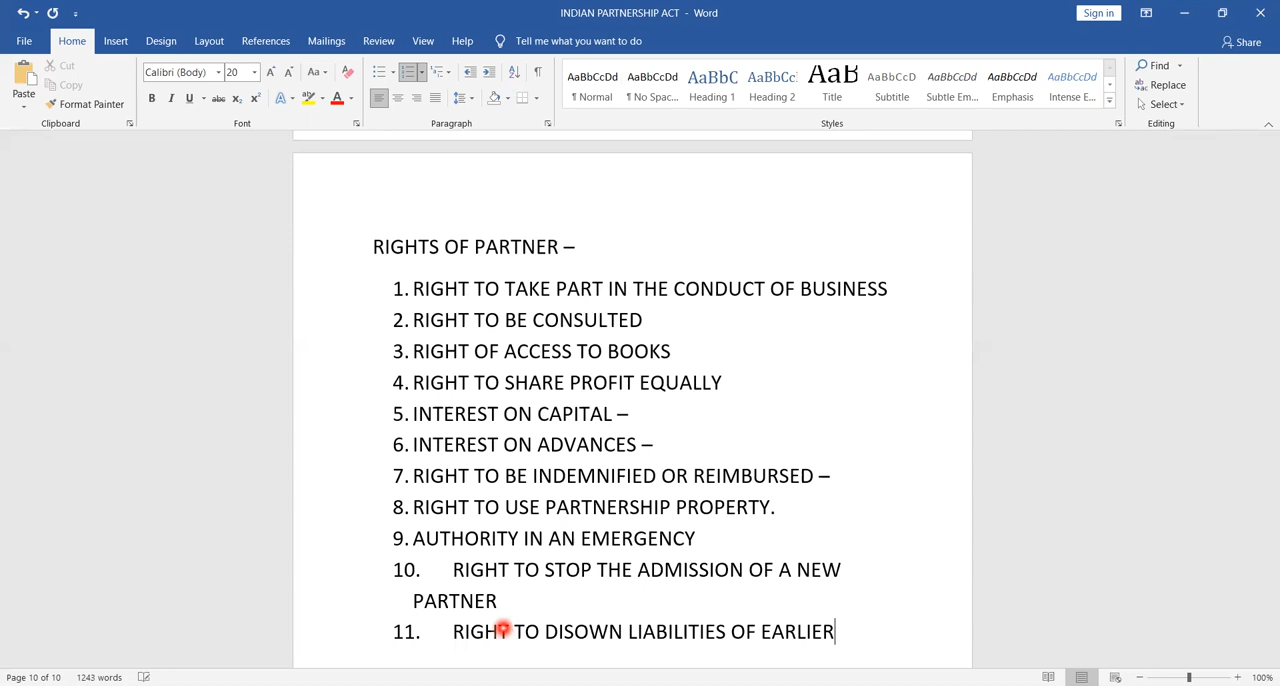 INDIAN PARTNERSHIP ACT - Word
Sign in
File Home Insert Design Layout References Mailings Review View Help Tell me what you want to do Share
Paste
Cut
Copy
Format Painter
Clipboard
Calibri (Body) 20
Font
Paragraph
AaBbCcDd AaBbCcDd AaBbC AaBbCc AaB AaBbCcD AaBbCcDd AaBbCcDd AaBbCcDd
¶ Normal ¶ No Spac... Heading 1 Heading 2 Title Subtitle Subtle Em... Emphasis Intense E...
Styles
Find
Replace
Select
Editing
RIGHTS OF PARTNER –
1. RIGHT TO TAKE PART IN THE CONDUCT OF BUSINESS
2. RIGHT TO BE CONSULTED
3. RIGHT OF ACCESS TO BOOKS
4. RIGHT TO SHARE PROFIT EQUALLY
5. INTEREST ON CAPITAL –
6. INTEREST ON ADVANCES –
7. RIGHT TO BE INDEMNIFIED OR REIMBURSED –
8. RIGHT TO USE PARTNERSHIP PROPERTY.
9. AUTHORITY IN AN EMERGENCY
10. RIGHT TO STOP THE ADMISSION OF A NEW
PARTNER
11. RIGHT TO DISOWN LIABILITIES OF EARLIER
Page 10 of 10 1243 words 100%